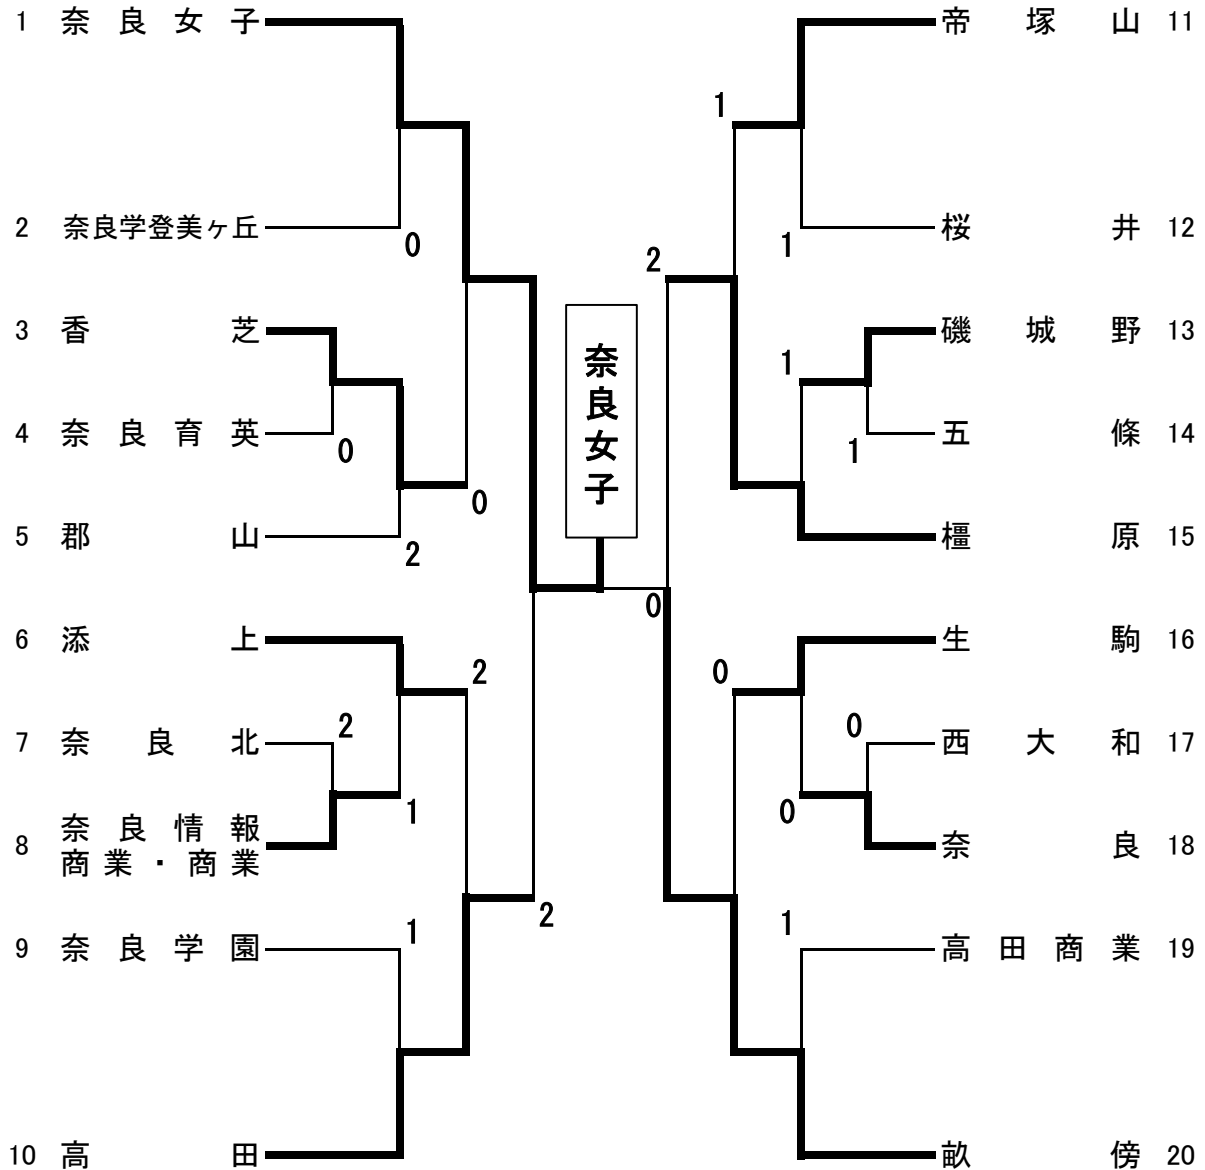 1 奈良女子
0
2 奈良学登美ヶ丘
3 香芝
4 奈良育英
0
0
5 郡山
2
6 添上
2
7 奈良北
2
8 奈良情報
商業・商業
1
9 奈良学園
1
2
10 高田
奈良女子
帝塚山 11
1
桜井 12
1
2
磯城野 13
1
五條 14
1
橿原 15
0
生駒 16
0
西大和 17
0
0
奈良 18
高田商業 19
1
畝傍 20